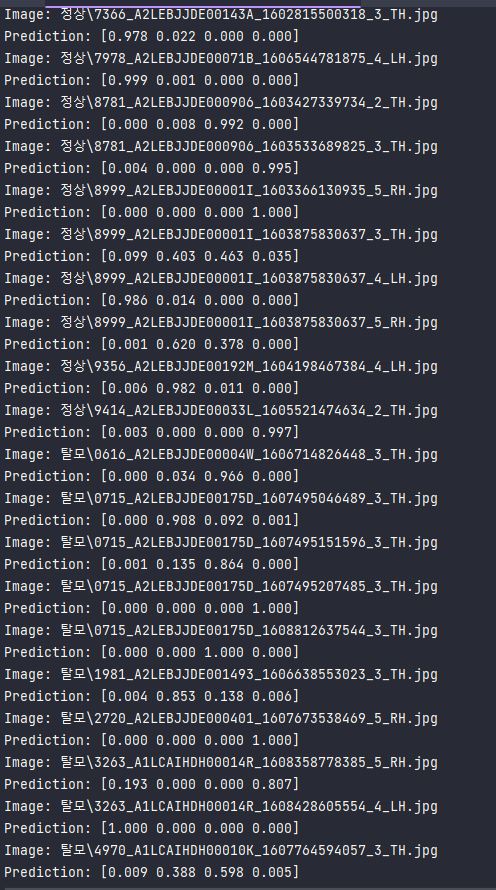 Image: 정상\7366_A2LEBJJDE00143A_1602815500318_3_TH.jpg
Prediction: [0.978 0.022 0.000 0.000]
Image: 정상\7978_A2LEBJJDE00071B_1606544781875_4_LH.jpg
Prediction: [0.999 0.001 0.000 0.000]
Image: 정상\8781_A2LEBJJDE000906_1603427339734_2_TH.jpg
Prediction: [0.000 0.008 0.992 0.000]
Image: 정상\8781_A2LEBJJDE000906_1603533689825_3_TH.jpg
Prediction: [0.004 0.000 0.000 0.995]
Image: 정상\8999_A2LEBJJDE00001I_1603366130935_5_RH.jpg
Prediction: [0.000 0.000 0.000 1.000]
Image: 정상\8999_A2LEBJJDE00001I_1603875830637_3_TH.jpg
Prediction: [0.099 0.403 0.463 0.035]
Image: 정상\8999_A2LEBJJDE00001I_1603875830637_4_LH.jpg
Prediction: [0.986 0.014 0.000 0.000]
Image: 정상\8999_A2LEBJJDE00001I_1603875830637_5_RH.jpg
Prediction: [0.001 0.620 0.378 0.000]
Image: 정상\9356_A2LEBJJDE00192M_1604198467384_4_LH.jpg
Prediction: [0.006 0.982 0.011 0.000]
Image: 정상\9414_A2LEBJJDE00033L_1605521474634_2_TH.jpg
Prediction: [0.003 0.000 0.000 0.997]
Image: 탈모\0616_A2LEBJJDE00004W_1606714826448_3_TH.jpg
Prediction: [0.000 0.034 0.966 0.000]
Image: 탈모\0715_A2LEBJJDE00175D_1607495046489_3_TH.jpg
Prediction: [0.000 0.908 0.092 0.001]
Image: 탈모\0715_A2LEBJJDE00175D_1607495151596_3_TH.jpg
Prediction: [0.001 0.135 0.864 0.000]
Image: 탈모\0715_A2LEBJJDE00175D_1607495207485_3_TH.jpg
Prediction: [0.000 0.000 0.000 1.000]
Image: 탈모\0715_A2LEBJJDE00175D_1608812637544_3_TH.jpg
Prediction: [0.000 0.000 1.000 0.000]
Image: 탈모\1981_A2LEBJJDE001493_1606638553023_3_TH.jpg
Prediction: [0.004 0.853 0.138 0.006]
Image: 탈모\2720_A2LEBJJDE000401_1607673538469_5_RH.jpg
Prediction: [0.000 0.000 0.000 1.000]
Image: 탈모\3263_A1LCAIHDH00014R_1608358778385_5_RH.jpg
Prediction: [0.193 0.000 0.000 0.807]
Image: 탈모\3263_A1LCAIHDH00014R_1608428605554_4_LH.jpg
Prediction: [1.000 0.000 0.000 0.000]
Image: 탈모\4970_A1LCAIHDH00010K_1607764594057_3_TH.jpg
Prediction: [0.009 0.388 0.598 0.005]